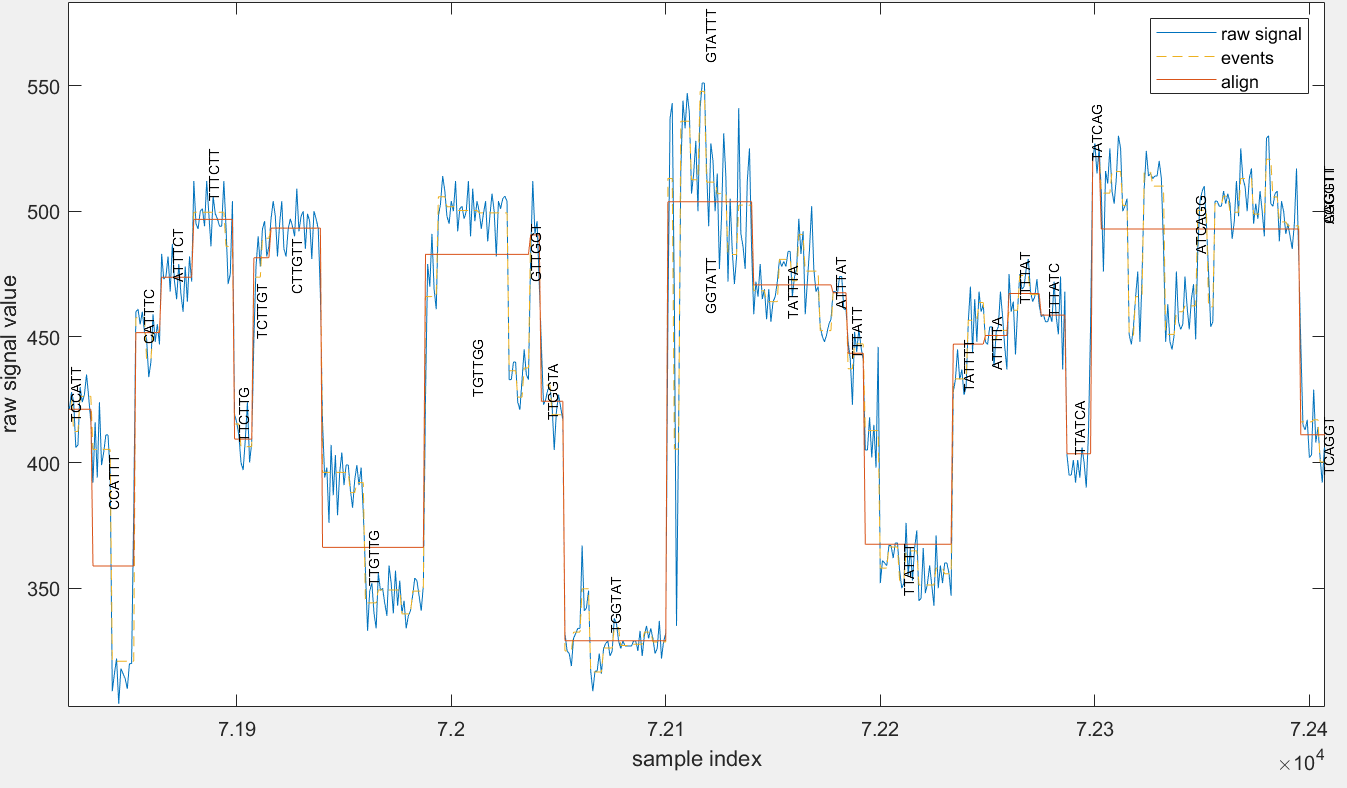 raw signal
events
align
raw signal value
550
500
450
400
350
TCCATT
CCATTT
CATTTC
ATTTCT
TTTCTT
TTCTTG
TCTTGT
CTTGTT
TTGTTG
TGTTGG
GTTGGT
TTGGTA
TGGTAT
GTATTT
GGTATT
TATTTA
ATTTAT
TTTATT
TTATTT
TATTTT
ATTTTA
TTTTAT
TTTATC
TTATCA
TATCAG
ATCAGG
TCAGGT
7.19
7.2
7.21
7.22
7.23
7.24
sample index
×10⁴